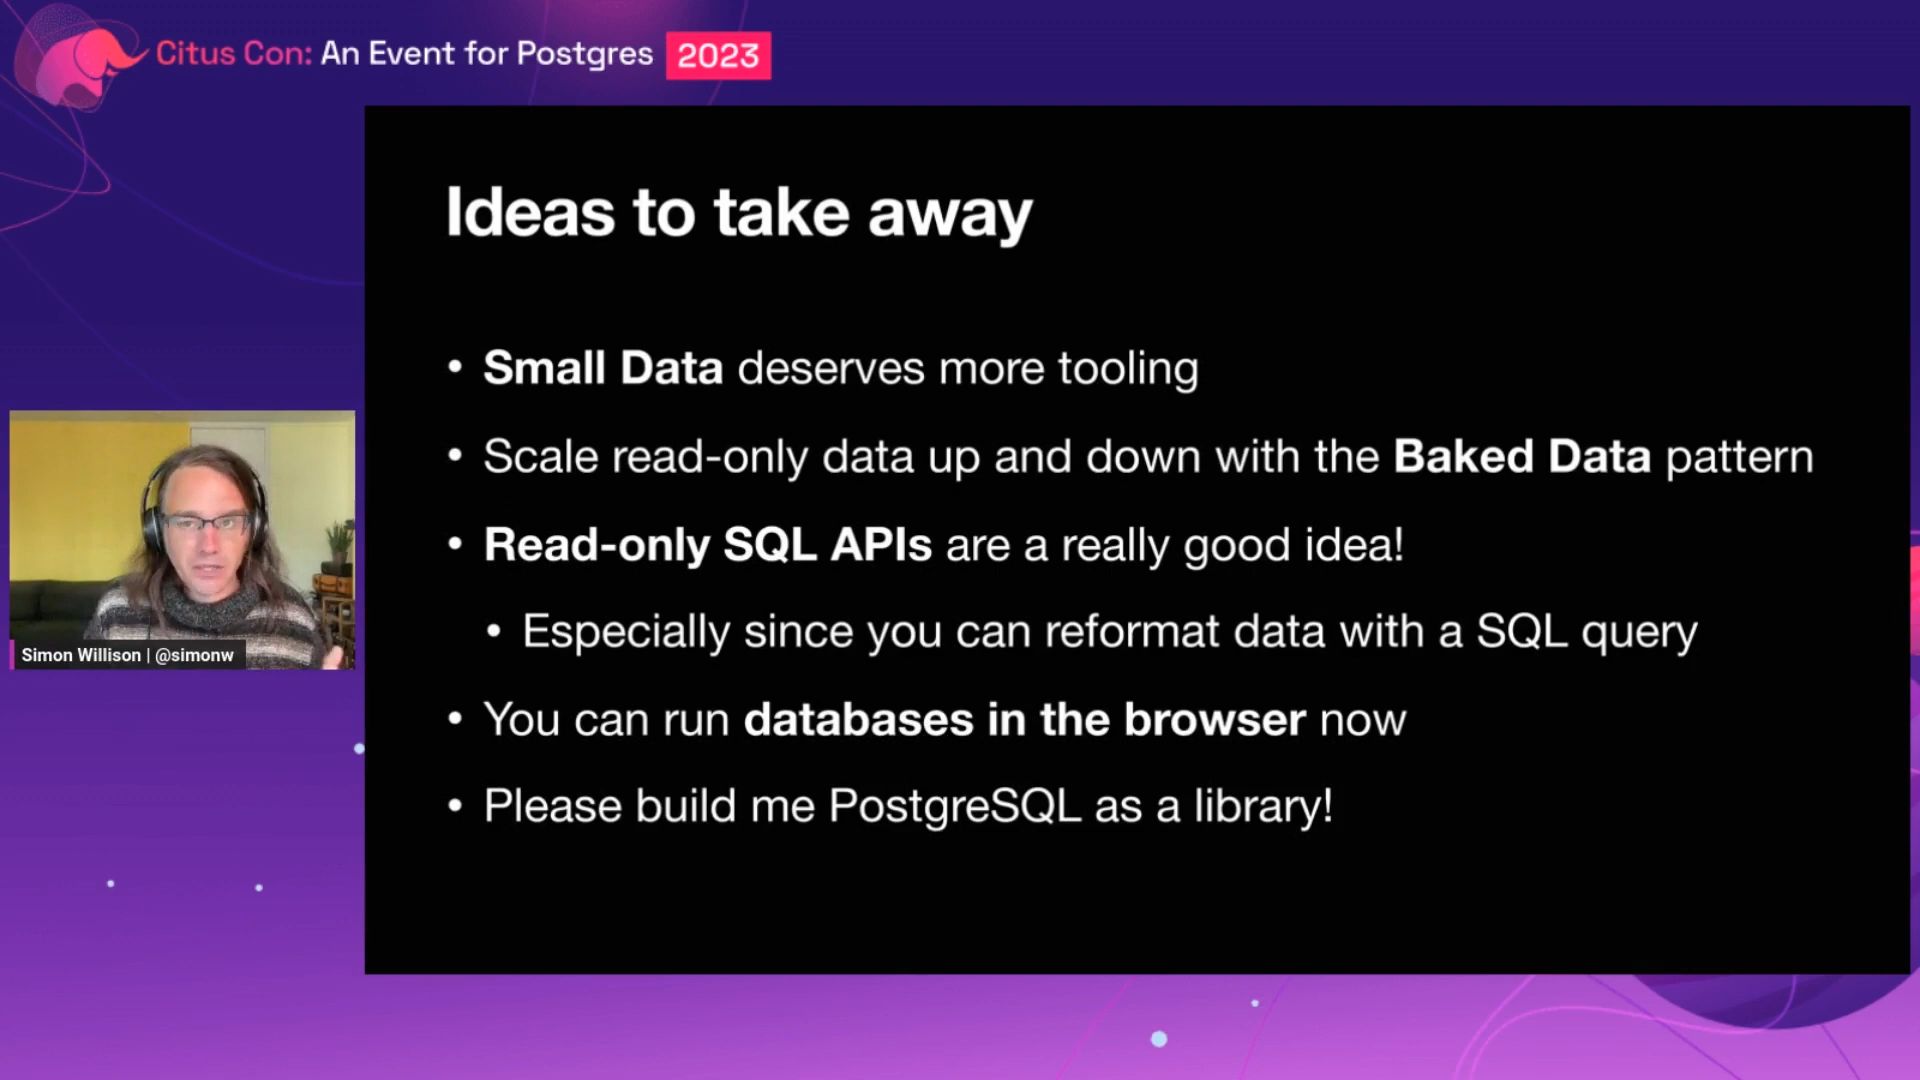 Citus Con: An Event for Postgres 2023
Ideas to take away
• Small Data deserves more tooling
• Scale read-only data up and down with the Baked Data pattern
• Read-only SQL APIs are a really good idea!
• Especially since you can reformat data with a SQL query
• You can run databases in the browser now
• Please build me PostgreSQL as a library!
Simon Willison | @simonw